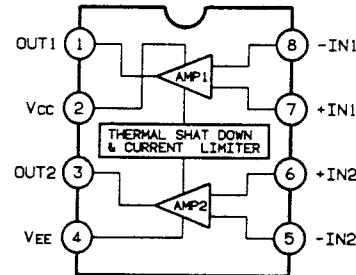 OUT1 1 8 -IN1
AMP1
VCC 2 7 +IN1
THERMAL SHAT DOWN
& CURRENT LIMITER
OUT2 3 6 +IN2
AMP2
VEE 4 5 -IN2